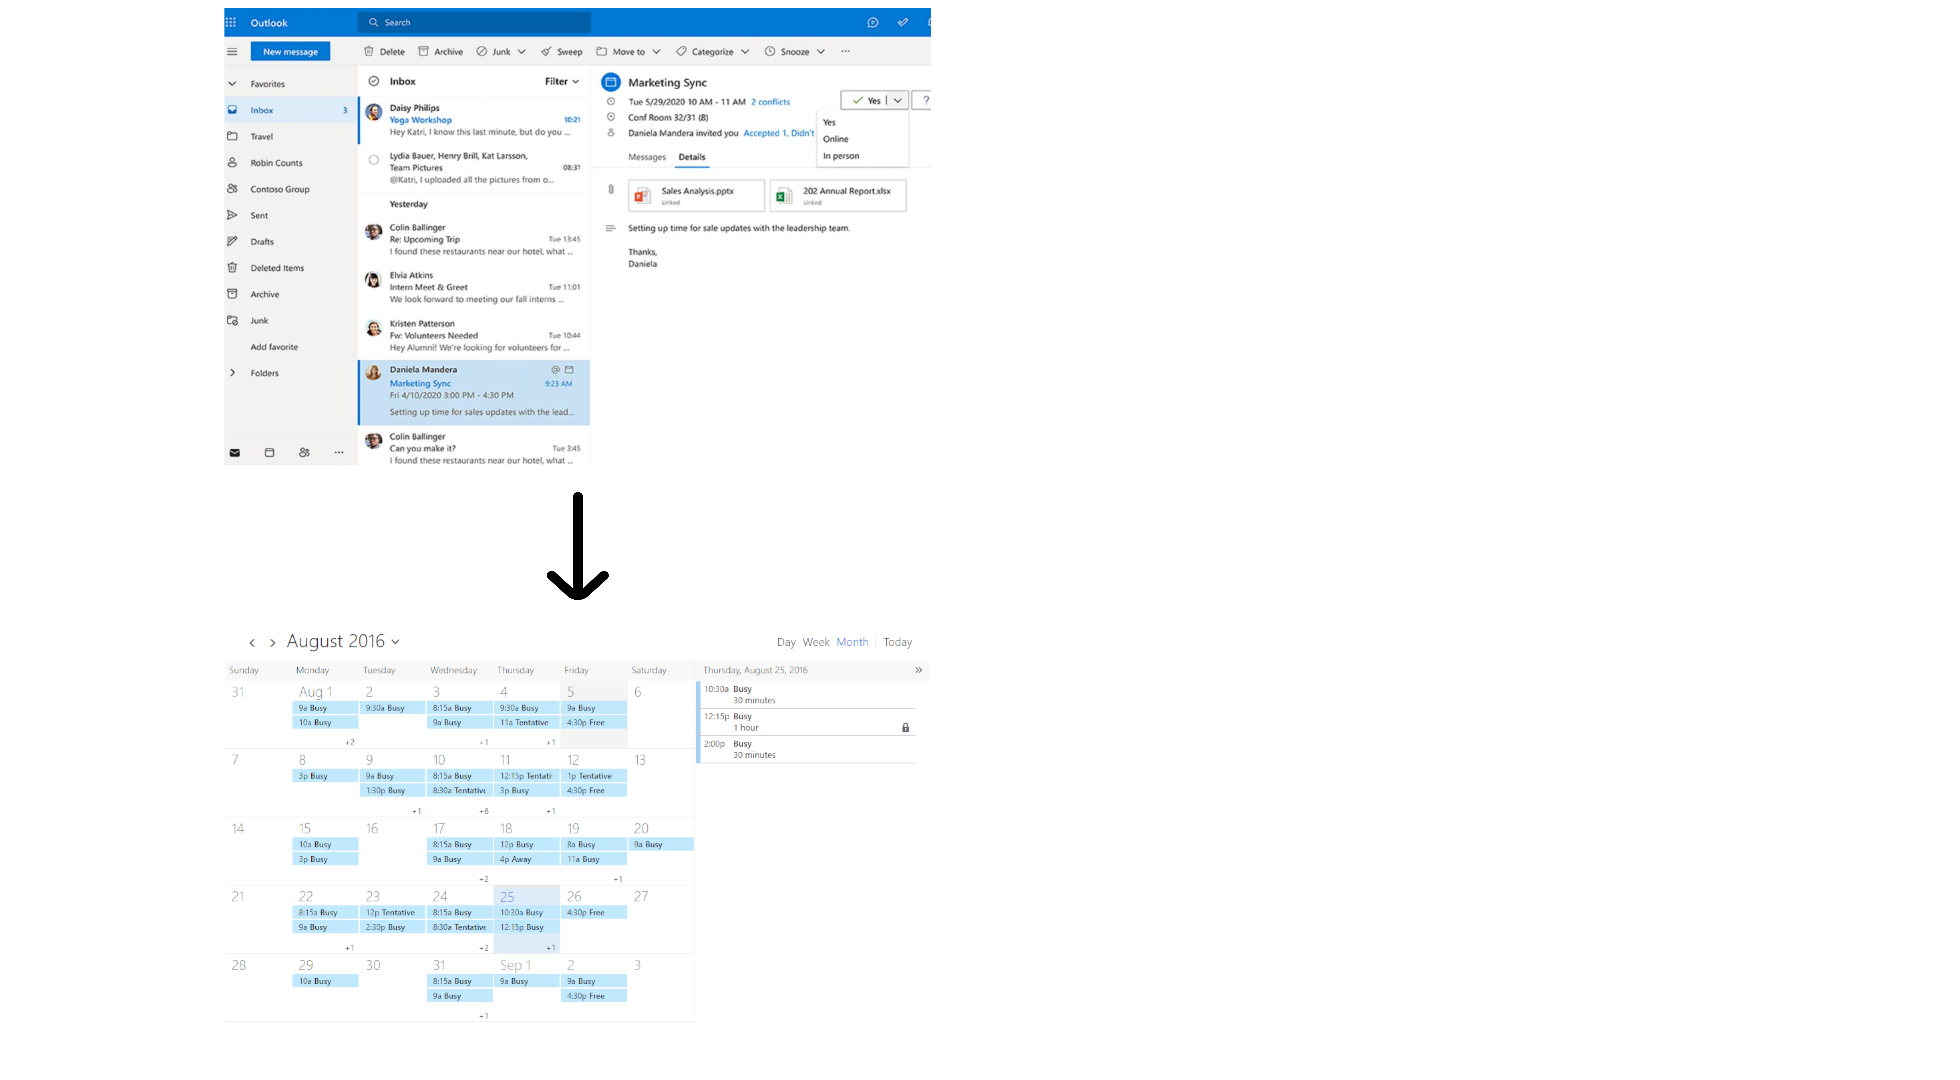 Outlook
Search
New message
Delete Archive Junk Sweep Move to Categorize Snooze ...
Favorites
Inbox 3
Travel
Robin Counts
Contoso Group
Sent
Drafts
Deleted Items
Archive
Junk
Add favorite
Folders
Inbox Filter
Daisy Philips
Yoga Workshop 10:21
Hey Katri, I know this last minute, but do you ...
Lydia Bauer, Henry Brill, Kat Larsson,
Team Pictures 08:31
@Katri, I uploaded all the pictures from o...
Yesterday
Colin Ballinger
Re: Upcoming Trip Tue 13:45
I found these restaurants near our hotel, what ...
Elvia Atkins
Intern Meet & Greet Tue 11:01
We look forward to meeting our fall interns ...
Kristen Patterson
Fw: Volunteers Needed Tue 10:44
Hey Alumni! We're looking for volunteers for ...
Daniela Mandera @
Marketing Sync 9:23 AM
Fri 4/10/2020 3:00 PM - 4:30 PM
Setting up time for sales updates with the lead...
Colin Ballinger
Can you make it? Tue 3:45
I found these restaurants near our hotel, what ...
Marketing Sync
Tue 5/29/2020 10 AM - 11 AM 2 conflicts
Conf Room 32/31 (8)
Daniela Mandera invited you Accepted 1, Didn't
Yes ?
Yes
Online
In person
Messages Details
Sales Analysis.pptx
Linked
202 Annual Report.xlsx
Linked
Setting up time for sale updates with the leadership team.
Thanks,
Daniela
August 2016 Day Week Month Today
Sunday Monday Tuesday Wednesday Thursday Friday Saturday
31 Aug 1 2 3 4 5 6
9a Busy 9:30a Busy 8:15a Busy 9:30a Busy 9a Busy
10a Busy 9a Busy 11a Tentative 4:30p Free
+2 +1 +1
7 8 9 10 11 12 13
3p Busy 9a Busy 8:15a Busy 12:15p Tentati 1p Tentative
1:30p Busy 8:30a Tentative 3p Busy 4:30p Free
+1 +6 +1
14 15 16 17 18 19 20
10a Busy 8:15a Busy 12p Busy 8a Busy 9a Busy
3p Busy 9a Busy 4p Away 11a Busy
+2 +1
21 22 23 24 25 26 27
8:15a Busy 12p Tentative 8:15a Busy 10:30a Busy 4:30p Free
9a Busy 2:30p Busy 8:30a Tentative 12:15p Busy
+1 +2 +1
28 29 30 31 Sep 1 2 3
10a Busy 8:15a Busy 9a Busy 9a Busy
9a Busy 4:30p Free
+1
Thursday, August 25, 2016
10:30a Busy
30 minutes
12:15p Busy
1 hour
2:00p Busy
30 minutes